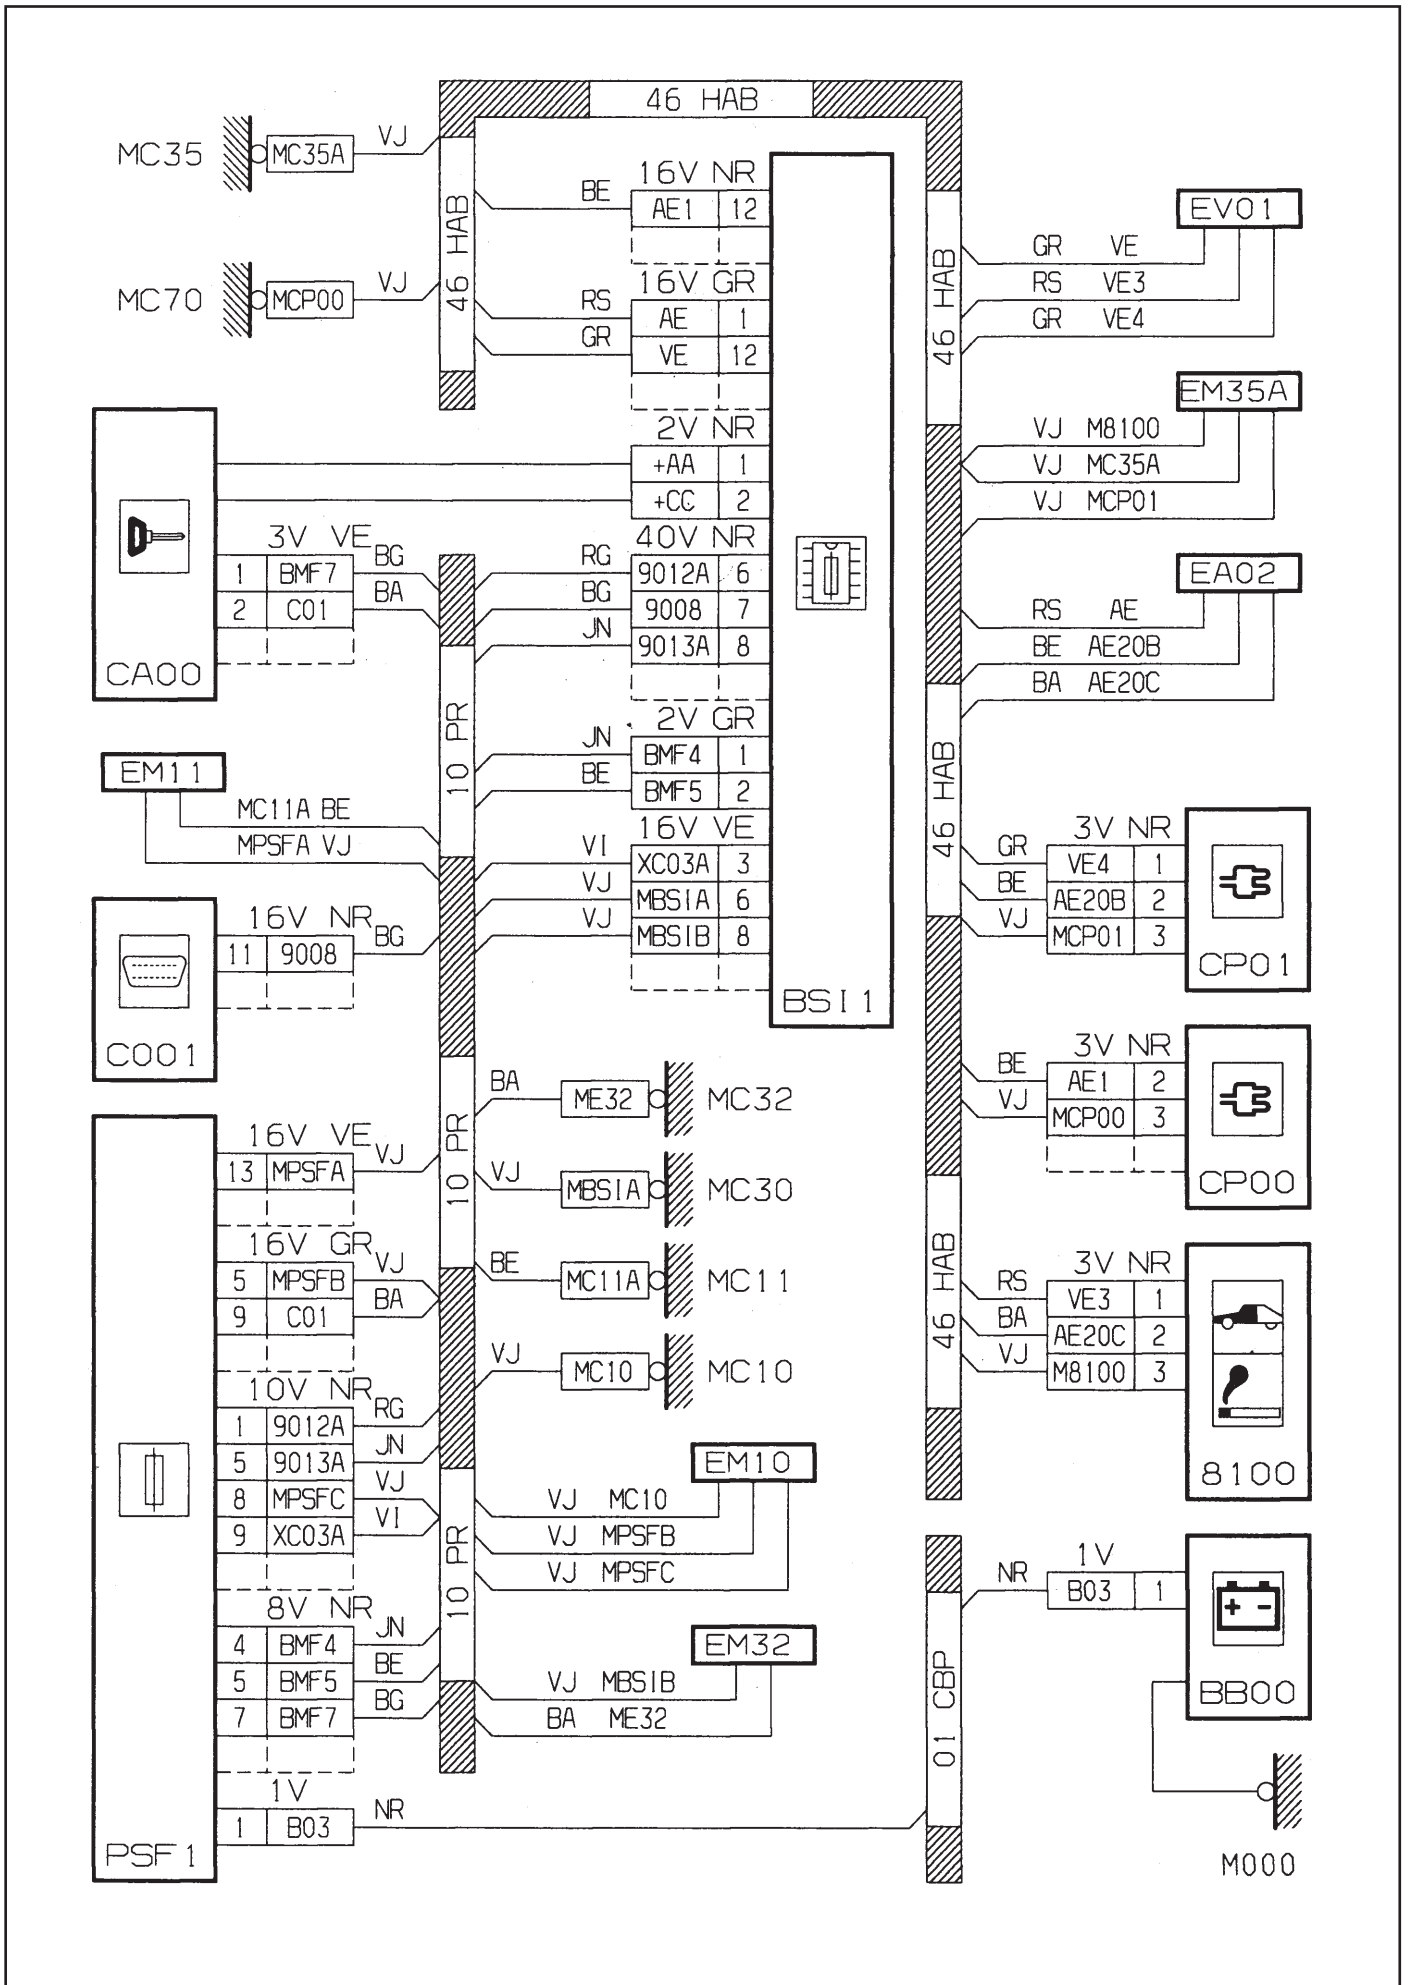 46 HAB
MC35 MC35A VJ
46 HAB
MC70 MCP00 VJ
16V NR
BE AE1 12
16V GR
RS AE 1
GR VE 12
2V NR
+AA 1
+CC 2
40V NR
RG 9012A 6
BG 9008 7
JN 9013A 8
2V GR
JN BMF4 1
BE BMF5 2
16V VE
VI XC03A 3
VJ MBSIA 6
VJ MBSIB 8
BSI1
3V VE
1 BMF7 BG
2 C01 BA
CA00
10 PR
EM11
MC11A BE
MPSFA VJ
16V NR
11 9008 BG
C001
10 PR
BA ME32 MC32
VJ MBSIA MC30
BE MC11A MC11
VJ MC10 MC10
16V VE
13 MPSFA VJ
16V GR
5 MPSFB VJ
9 C01 BA
10V NR
1 9012A RG
5 9013A JN
8 MPSFC VJ
9 XC03A VI
8V NR
4 BMF4 JN
5 BMF5 BE
7 BMF7 BG
1V
1 B03 NR
PSF1
10 PR
EM10
VJ MC10
VJ MPSFB
VJ MPSFC
EM32
VJ MBSIB
BA ME32
46 HAB
EV01
GR VE
RS VE3
GR VE4
EM35A
VJ M8100
VJ MC35A
VJ MCP01
EA02
RS AE
BE AE20B
BA AE20C
46 HAB
3V NR
GR VE4 1
BE AE20B 2
VJ MCP01 3
CP01
3V NR
BE AE1 2
VJ MCP00 3
CP00
46 HAB
3V NR
RS VE3 1
BA AE20C 2
VJ M8100 3
8100
1V
NR B03 1
+ -
BB00
01 CBP
M000